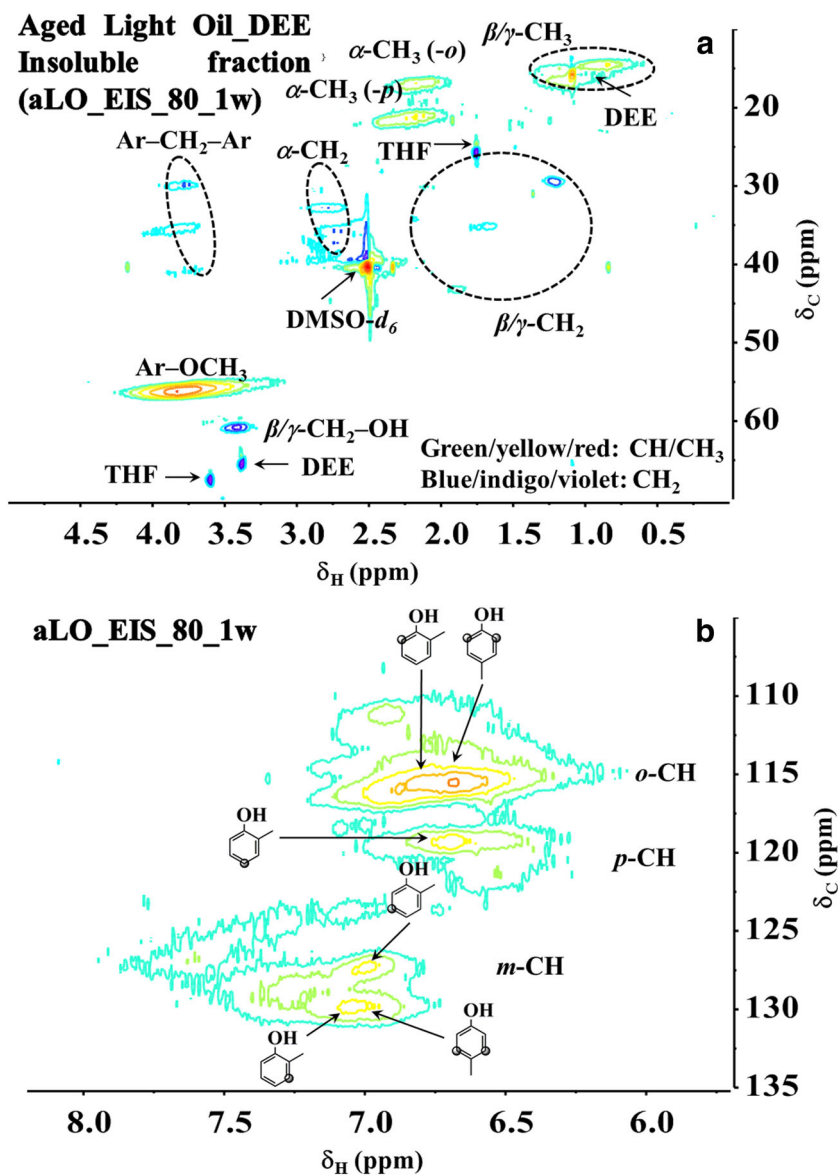 Aged Light Oil_DEE
Insoluble fraction
(aLO_EIS_80_1w)
a
α-CH₃ (-o)
α-CH₃ (-p)
β/γ-CH₃
DEE
Ar–CH₂–Ar
α-CH₂
THF
DMSO-d₆
β/γ-CH₂
Ar–OCH₃
β/γ-CH₂–OH
THF
DEE
Green/yellow/red: CH/CH₃
Blue/indigo/violet: CH₂
20
30
40
50
60
δC (ppm)
4.5 4.0 3.5 3.0 2.5 2.0 1.5 1.0 0.5
δH (ppm)
aLO_EIS_80_1w
b
OH
OH
o-CH
OH
p-CH
OH
m-CH
OH
OH
110
115
120
125
130
135
δC (ppm)
8.0 7.5 7.0 6.5 6.0
δH (ppm)